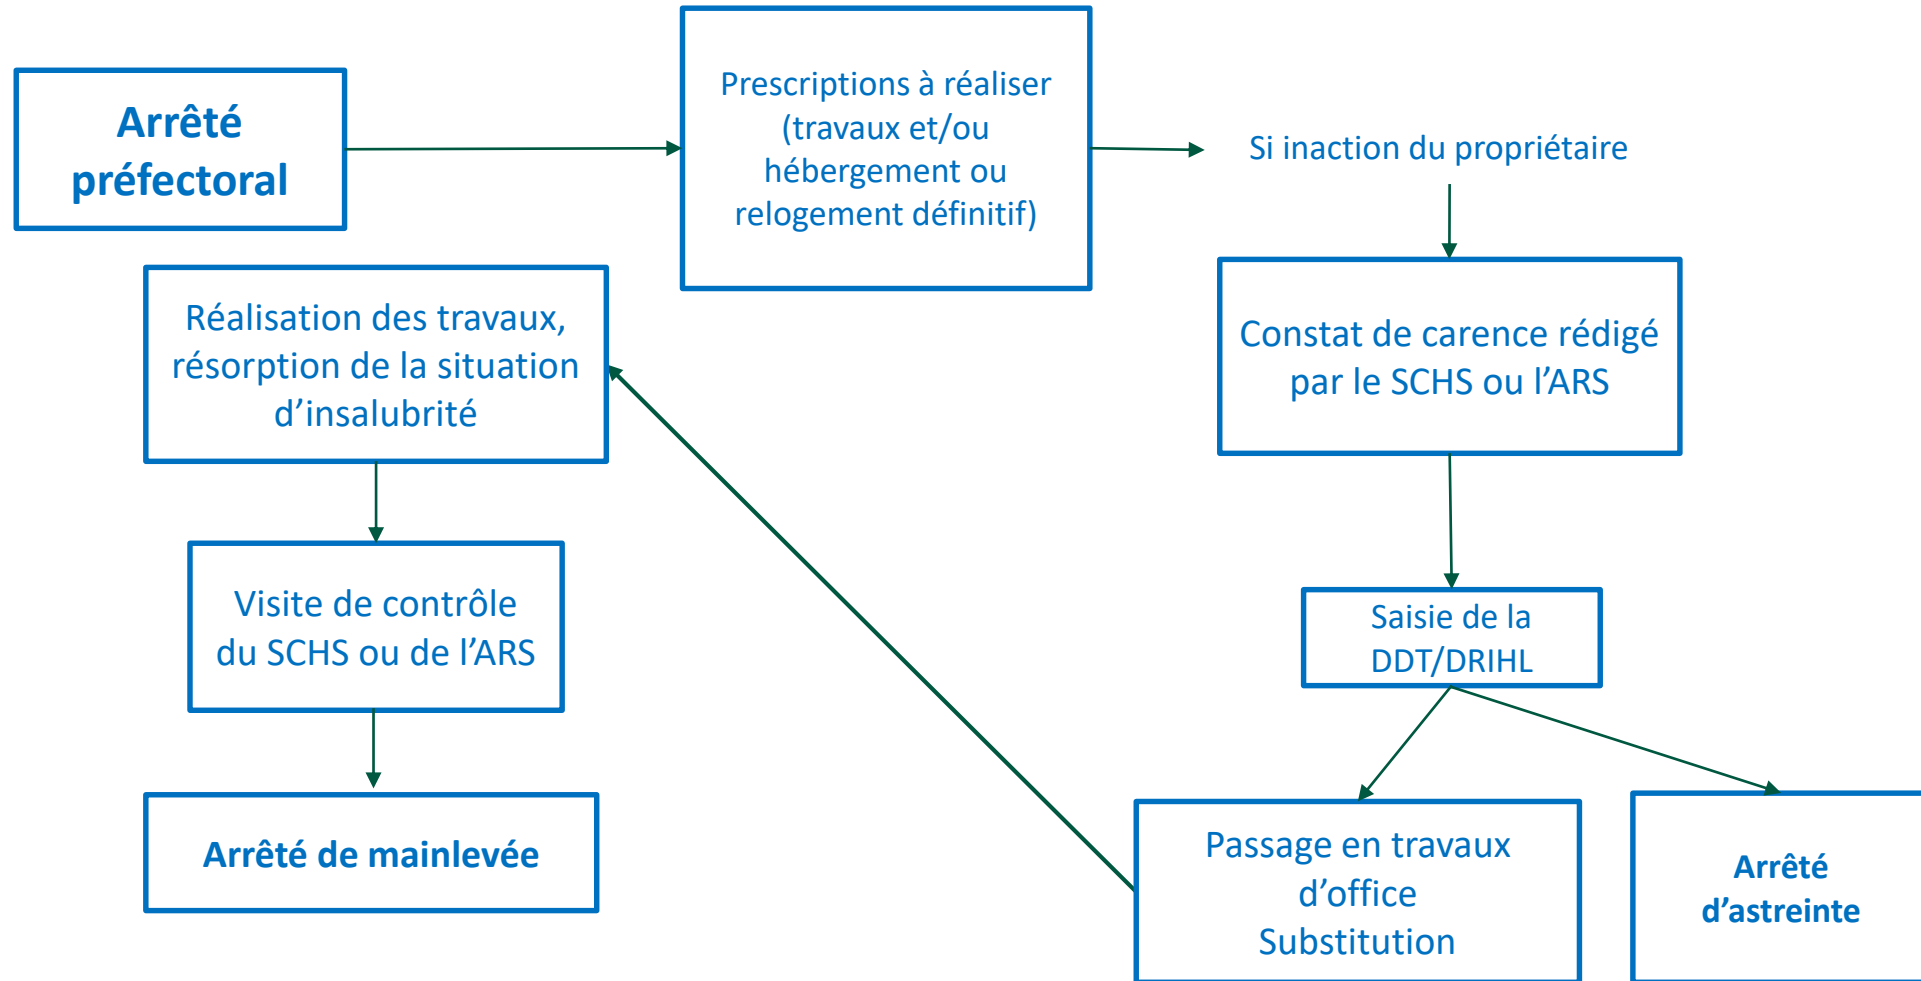 Arrêté
préfectoral
Prescriptions à réaliser
(travaux et/ou
hébergement ou
relogement définitif)
Si inaction du propriétaire
Constat de carence rédigé
par le SCHS ou l’ARS
Saisie de la
DDT/DRIHL
Passage en travaux
d’office
Substitution
Arrêté
d’astreinte
Réalisation des travaux,
résorption de la situation
d’insalubrité
Visite de contrôle
du SCHS ou de l’ARS
Arrêté de mainlevée